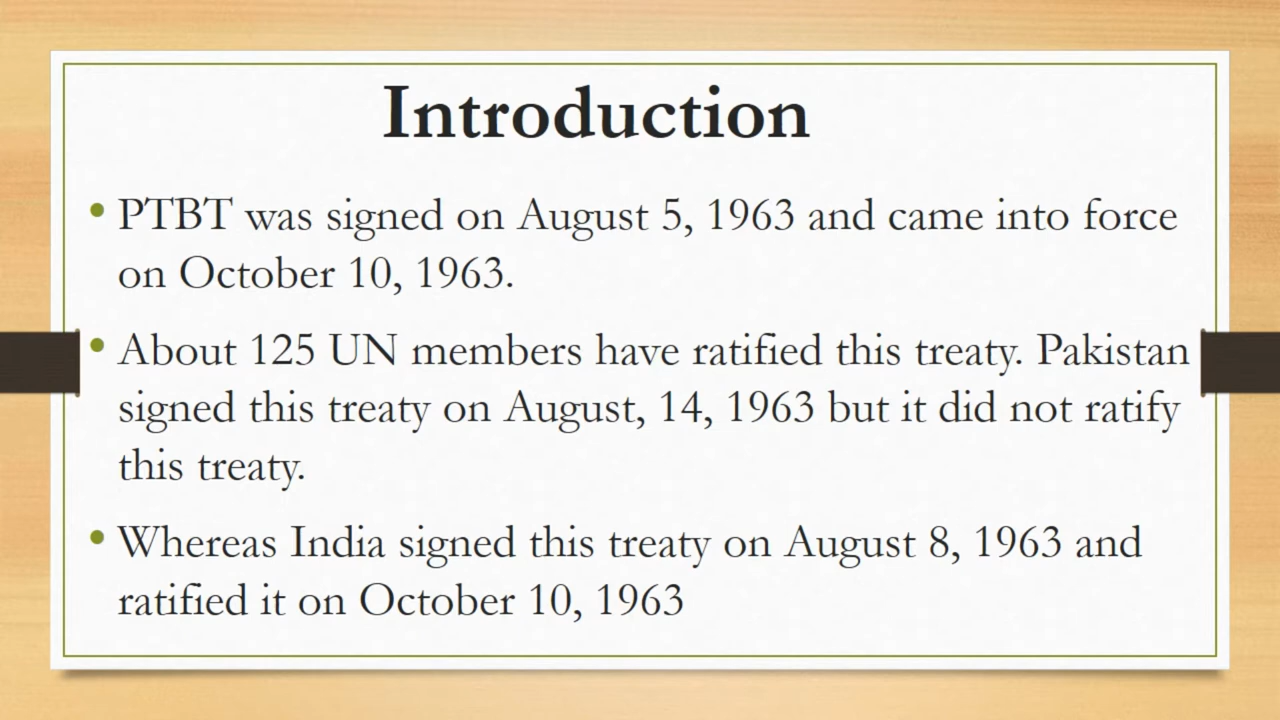 Introduction
• PTBT was signed on August 5, 1963 and came into force
on October 10, 1963.
• About 125 UN members have ratified this treaty. Pakistan
signed this treaty on August, 14, 1963 but it did not ratify
this treaty.
• Whereas India signed this treaty on August 8, 1963 and
ratified it on October 10, 1963